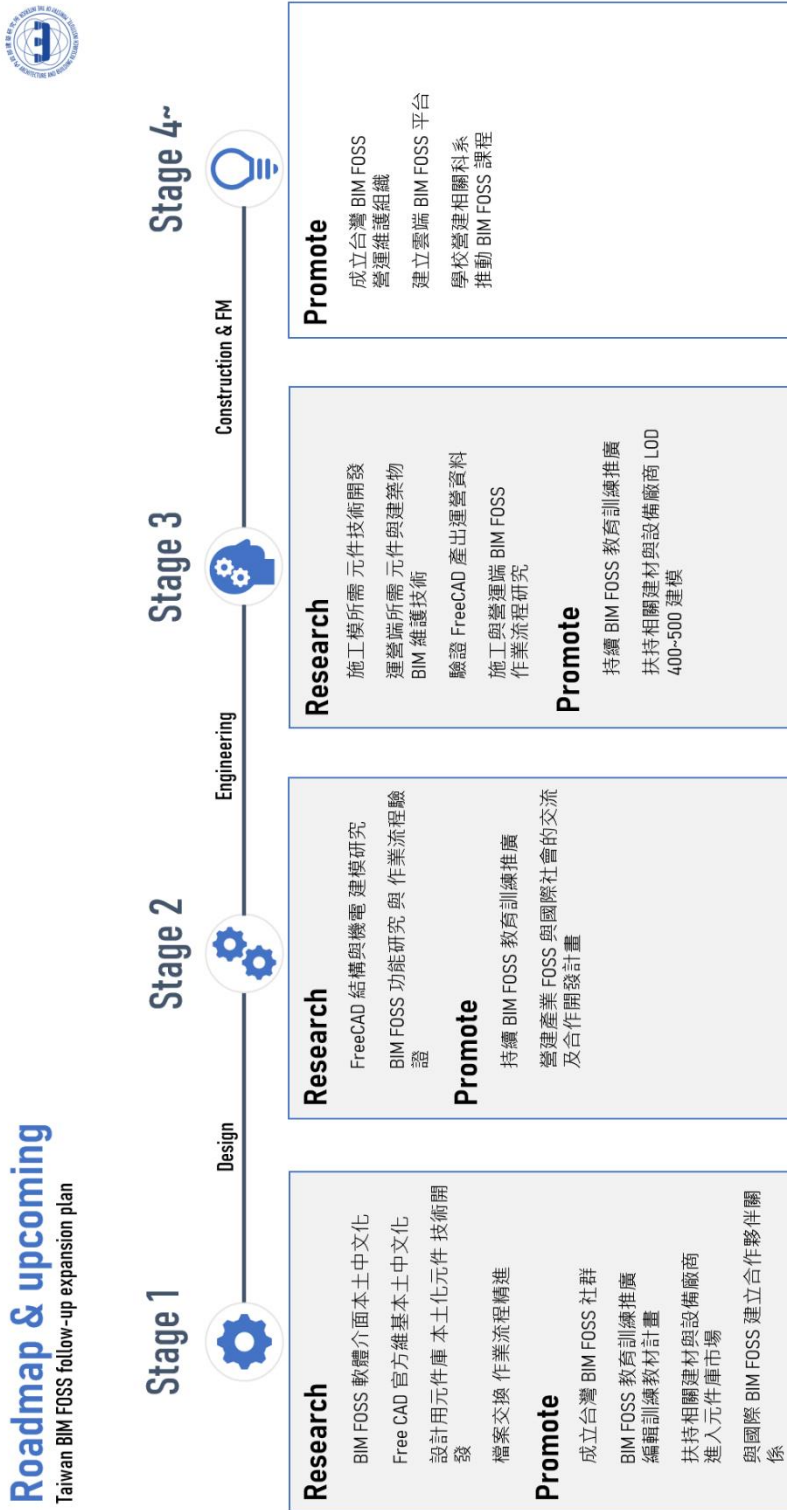 Roadmap & upcoming
Taiwan BIM FOSS follow-up expansion plan
Stage 1
Design
Stage 2
Engineering
Stage 3
Construction & FM
Stage 4~
Research
BIM FOSS 軟體介面本土中文化
Free CAD 官方維基本土中文化
設計用元件庫 本土化元件 技術開
發
檔案交換 作業流程精進
Promote
成立台灣 BIM FOSS 社群
BIM FOSS 教育訓練推廣
編輯訓練教材計畫
扶持相關建材與設備廠商
進入元件庫市場
與國際 BIM FOSS 建立合作夥伴關
係
Research
FreeCAD 結構與機電 建模研究
BIM FOSS 功能研究 與 作業流程驗
證
Promote
持續 BIM FOSS 教育訓練推廣
營建產業 FOSS 與國際社會的交流
及合作開發計畫
Research
施工模所需 元件技術開發
運營端所需 元件與建築物
BIM 維護技術
驗證 FreeCAD 產出運營資料
施工與營運端 BIM FOSS
作業流程研究
Promote
持續 BIM FOSS 教育訓練推廣
扶持相關建材與設備廠商 LOD
400~500 建模
Promote
成立台灣 BIM FOSS
營運維護組織
建立雲端 BIM FOSS 平台
學校營建相關科系
推動 BIM FOSS 課程